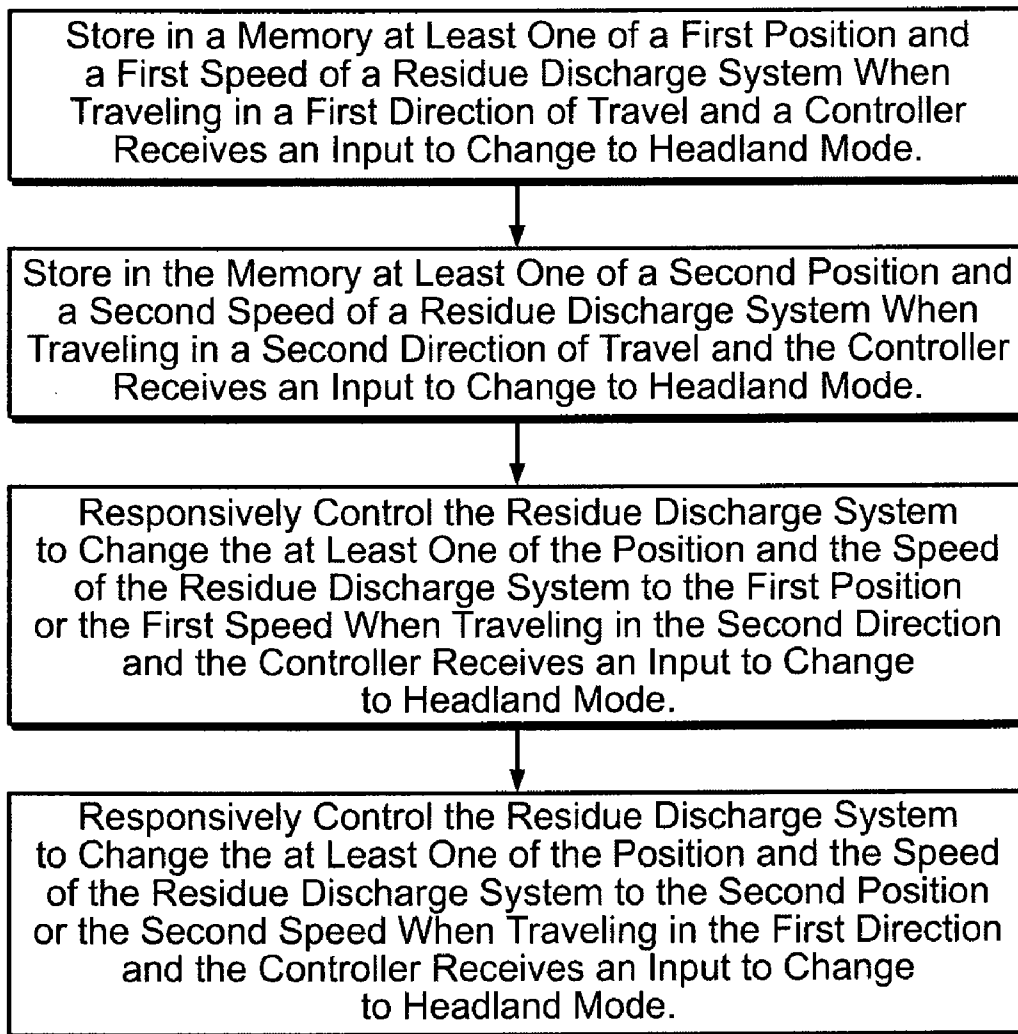 Store in a Memory at Least One of a First Position and
a First Speed of a Residue Discharge System When
Traveling in a First Direction of Travel and a Controller
Receives an Input to Change to Headland Mode.
Store in the Memory at Least One of a Second Position and
a Second Speed of a Residue Discharge System When
Traveling in a Second Direction of Travel and the Controller
Receives an Input to Change to Headland Mode.
Responsively Control the Residue Discharge System
to Change the at Least One of the Position and the Speed
of the Residue Discharge System to the First Position
or the First Speed When Traveling in the Second Direction
and the Controller Receives an Input to Change
to Headland Mode.
Responsively Control the Residue Discharge System
to Change the at Least One of the Position and the Speed
of the Residue Discharge System to the Second Position
or the Second Speed When Traveling in the First Direction
and the Controller Receives an Input to Change
to Headland Mode.